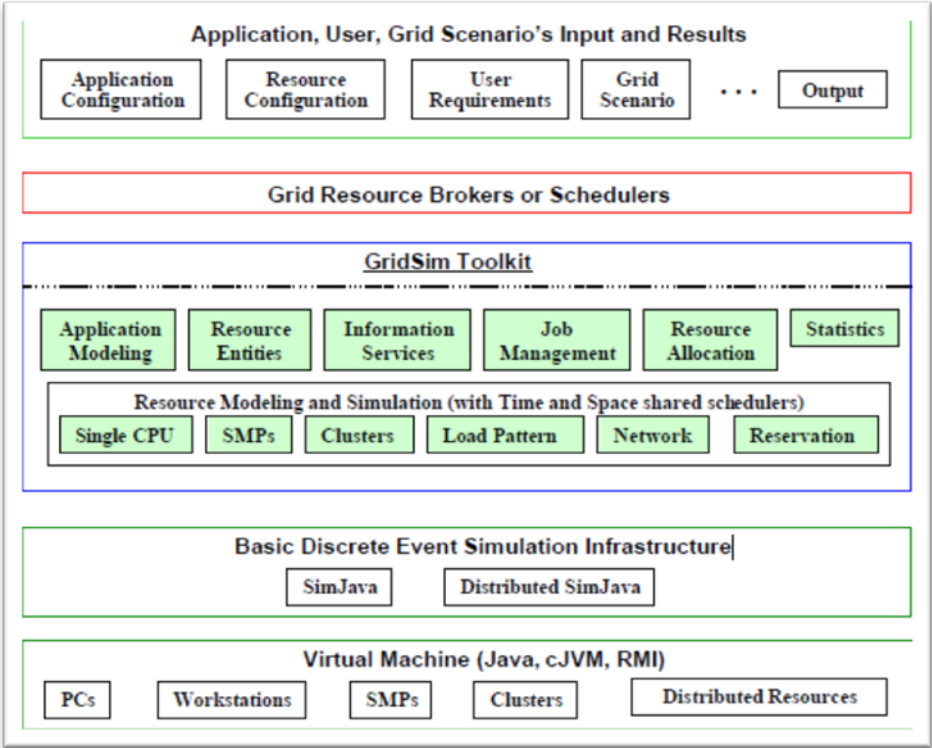 Application, User, Grid Scenario's Input and Results
Application Configuration
Resource Configuration
User Requirements
Grid Scenario
. . .
Output
Grid Resource Brokers or Schedulers
GridSim Toolkit
Application Modeling
Resource Entities
Information Services
Job Management
Resource Allocation
Statistics
Resource Modeling and Simulation (with Time and Space shared schedulers)
Single CPU
SMPs
Clusters
Load Pattern
Network
Reservation
Basic Discrete Event Simulation Infrastructure
SimJava
Distributed SimJava
Virtual Machine (Java, cJVM, RMI)
PCs
Workstations
SMPs
Clusters
Distributed Resources